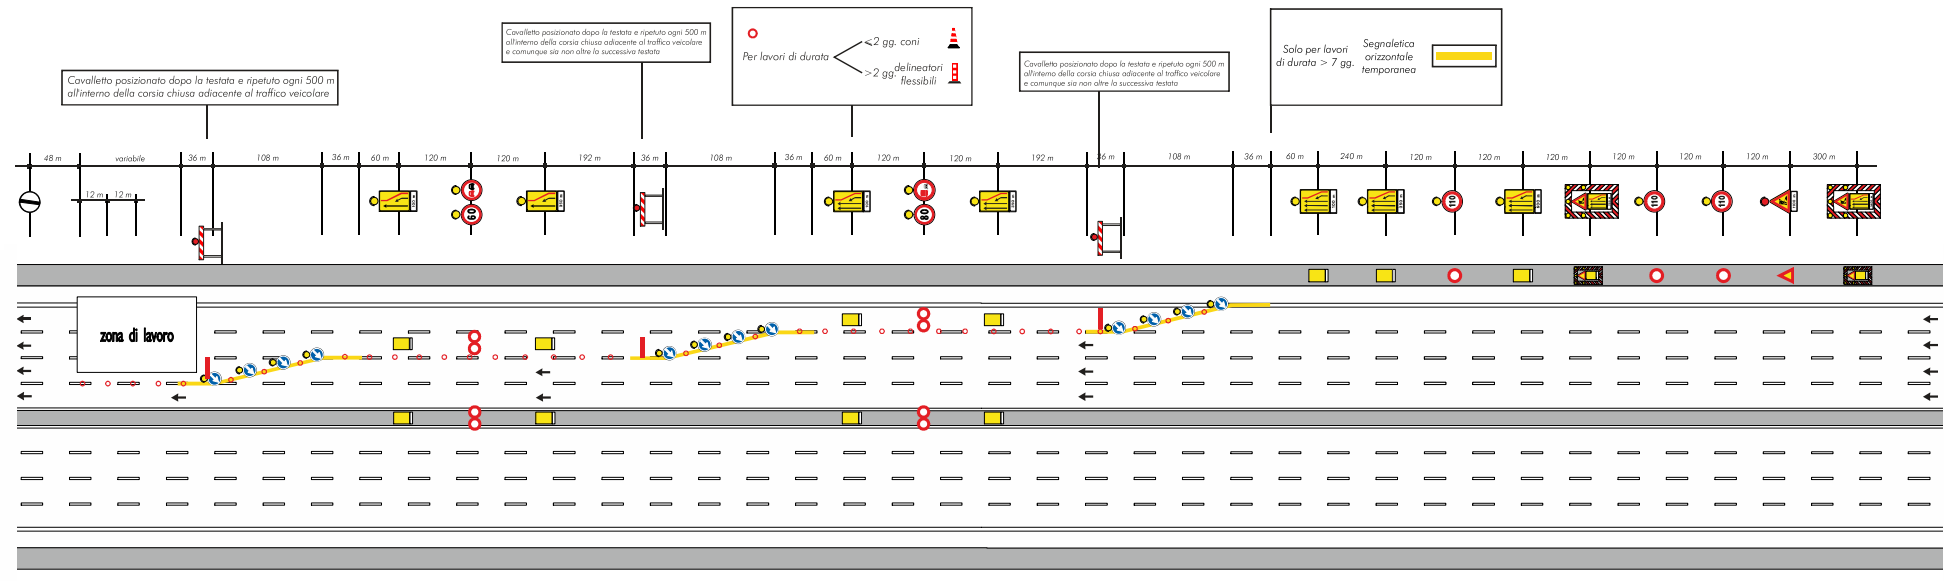 Cavalletto posizionato dopo la testata e ripetuto ogni 500 m
all'interno della corsia chiusa adiacente al traffico veicolare
e comunque sia non oltre la successiva testata
Per lavori di durata
<2 gg. coni
>2 gg. delineatori
flessibili
Solo per lavori
di durata > 7 gg.
Segnaletica
orizzontale
temporanea
Cavalletto posizionato dopo la testata e ripetuto ogni 500 m
all'interno della corsia chiusa adiacente al traffico veicolare
e comunque sia non oltre la successiva testata
Cavalletto posizionato dopo la testata e ripetuto ogni 500 m
all'interno della corsia chiusa adiacente al traffico veicolare
48 m variabile 36 m 108 m 36 m 60 m 120 m 120 m 192 m 36 m 108 m 36 m 60 m 120 m 120 m 192 m 36 m 108 m 36 m 60 m 240 m 120 m 120 m 120 m 120 m 120 m 120 m 300 m
12 m 12 m
60
80
110
110
110
zona di lavoro